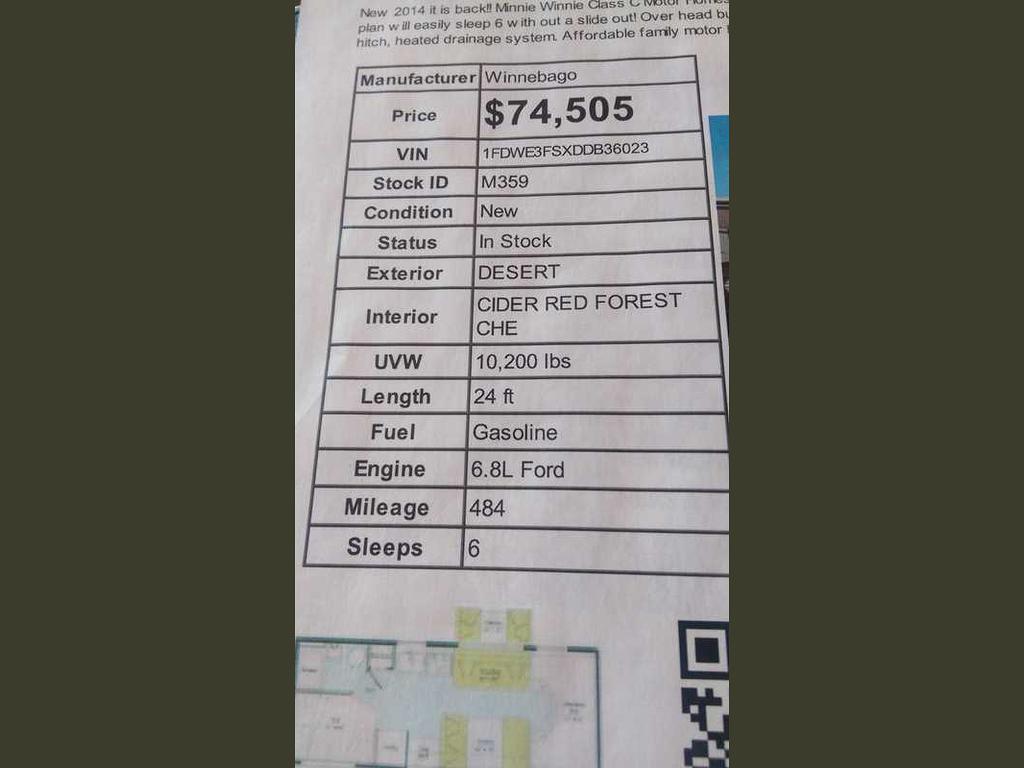 New 2014 it is back!! Minnie Winnie Class C Motor Homes
plan will easily sleep 6 with out a slide out! Over head bu
hitch, heated drainage system. Affordable family motor
Manufacturer Winnebago
Price $74,505
VIN 1FDWE3FSXDDB36023
Stock ID M359
Condition New
Status In Stock
Exterior DESERT
Interior CIDER RED FOREST
CHE
UVW 10,200 lbs
Length 24 ft
Fuel Gasoline
Engine 6.8L Ford
Mileage 484
Sleeps 6